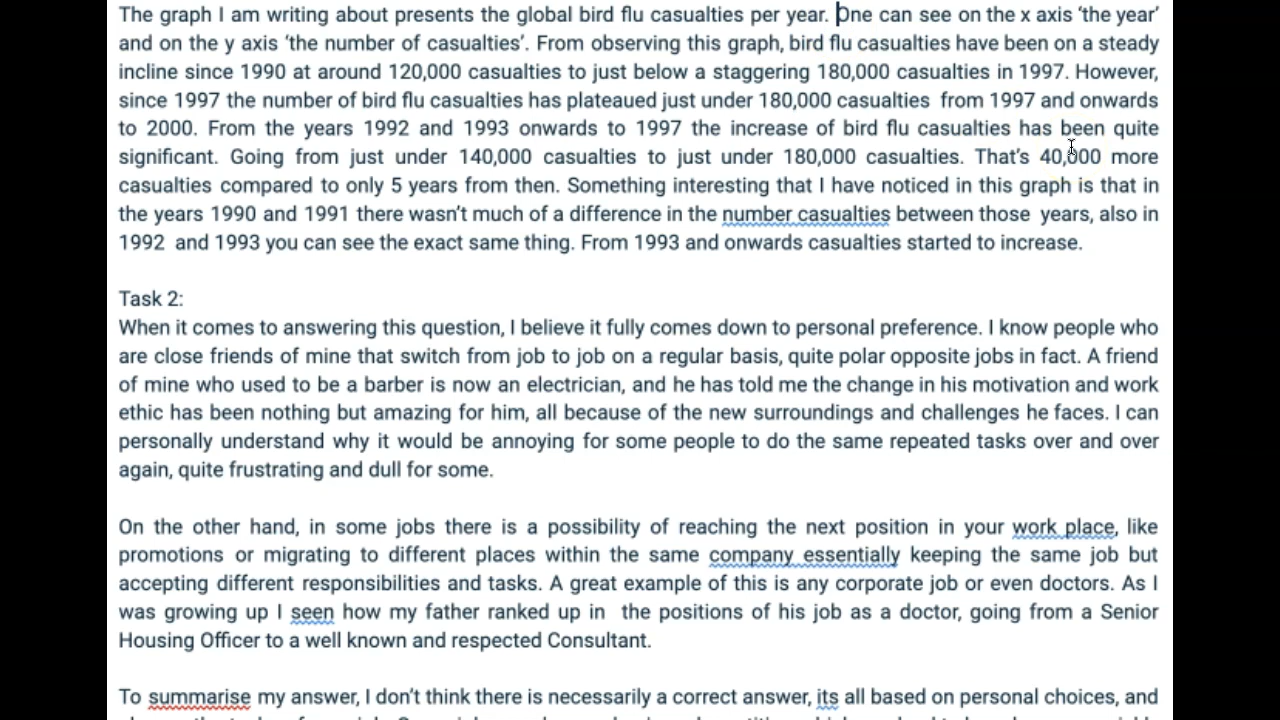 The graph I am writing about presents the global bird flu casualties per year. One can see on the x axis ‘the year’
and on the y axis ‘the number of casualties’. From observing this graph, bird flu casualties have been on a steady
incline since 1990 at around 120,000 casualties to just below a staggering 180,000 casualties in 1997. However,
since 1997 the number of bird flu casualties has plateaued just under 180,000 casualties  from 1997 and onwards
to 2000. From the years 1992 and 1993 onwards to 1997 the increase of bird flu casualties has been quite
significant. Going from just under 140,000 casualties to just under 180,000 casualties. That’s 40,000 more
casualties compared to only 5 years from then. Something interesting that I have noticed in this graph is that in
the years 1990 and 1991 there wasn’t much of a difference in the number casualties between those  years, also in
1992  and 1993 you can see the exact same thing. From 1993 and onwards casualties started to increase.
Task 2:
When it comes to answering this question, I believe it fully comes down to personal preference. I know people who
are close friends of mine that switch from job to job on a regular basis, quite polar opposite jobs in fact. A friend
of mine who used to be a barber is now an electrician, and he has told me the change in his motivation and work
ethic has been nothing but amazing for him, all because of the new surroundings and challenges he faces. I can
personally understand why it would be annoying for some people to do the same repeated tasks over and over
again, quite frustrating and dull for some.
On the other hand, in some jobs there is a possibility of reaching the next position in your work place, like
promotions or migrating to different places within the same company essentially keeping the same job but
accepting different responsibilities and tasks. A great example of this is any corporate job or even doctors. As I
was growing up I seen how my father ranked up in  the positions of his job as a doctor, going from a Senior
Housing Officer to a well known and respected Consultant.
To summarise my answer, I don’t think there is necessarily a correct answer, its all based on personal choices, and